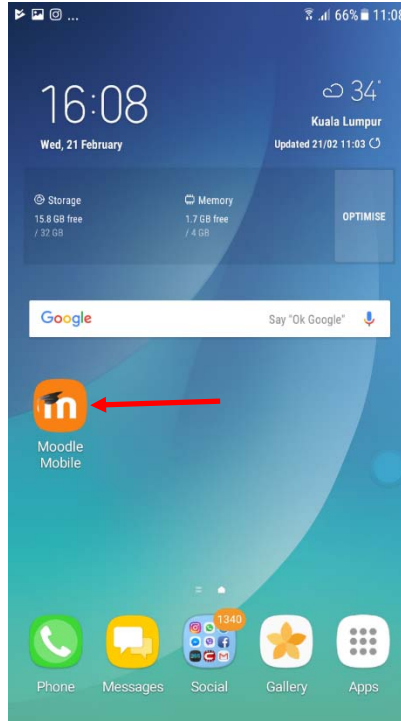 ... 66% 11:08
16:08
34°
Wed, 21 February
Kuala Lumpur
Updated 21/02 11:03
Storage
15.8 GB free
/ 32 GB
Memory
1.7 GB free
/ 4 GB
OPTIMISE
Google
Say "Ok Google"
m
Moodle
Mobile
1340
Phone Messages Social Gallery Apps